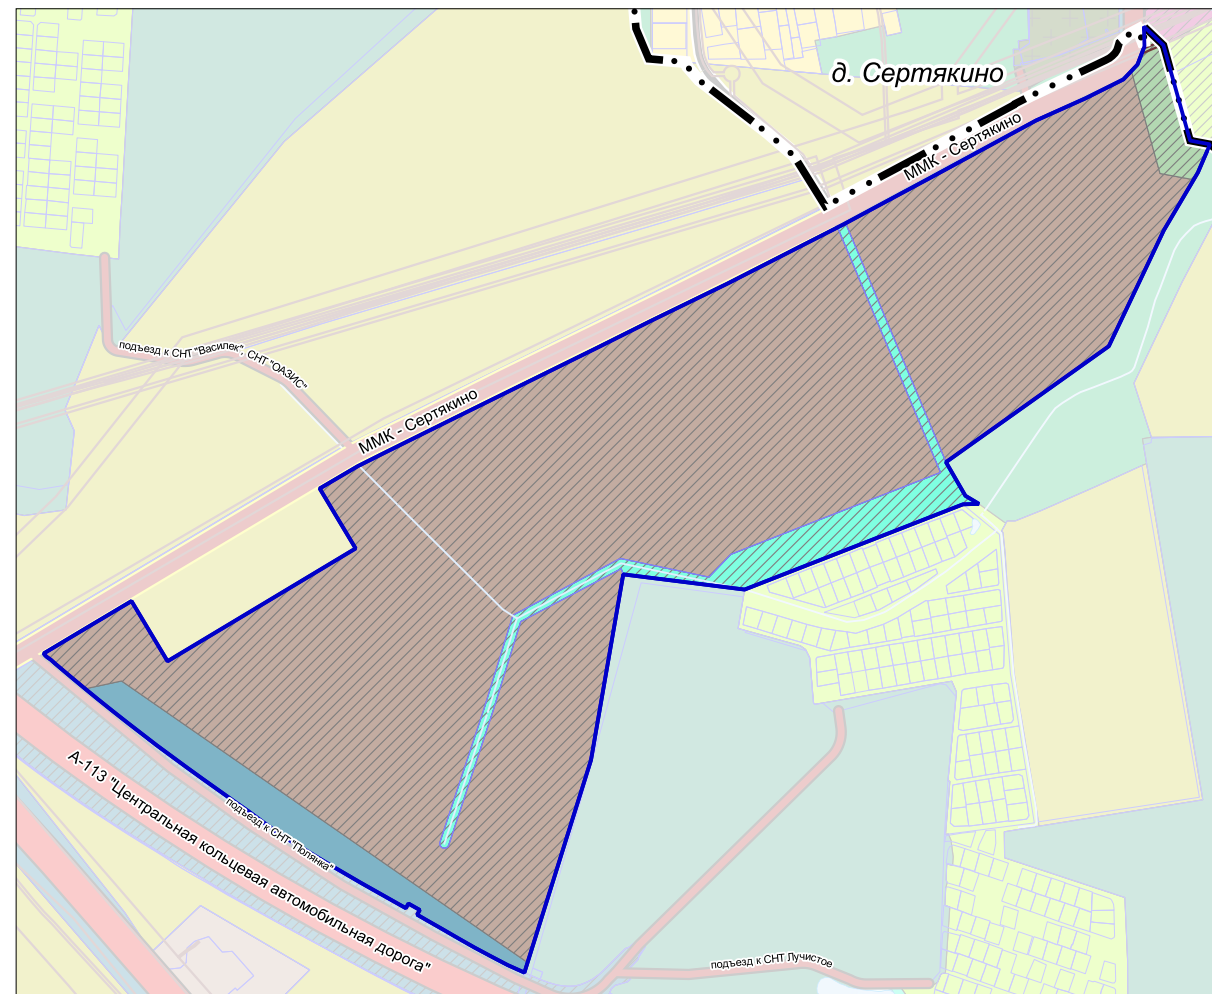 д. Сертякино
ММК - Сертякино
подъезд к СНТ "Василек", СНТ "ОАЗИС"
ММК - Сертякино
подъезд к СНТ "Полянка"
А-113 "Центральная кольцевая автомобильная дорога"
подъезд к СНТ Лучистое